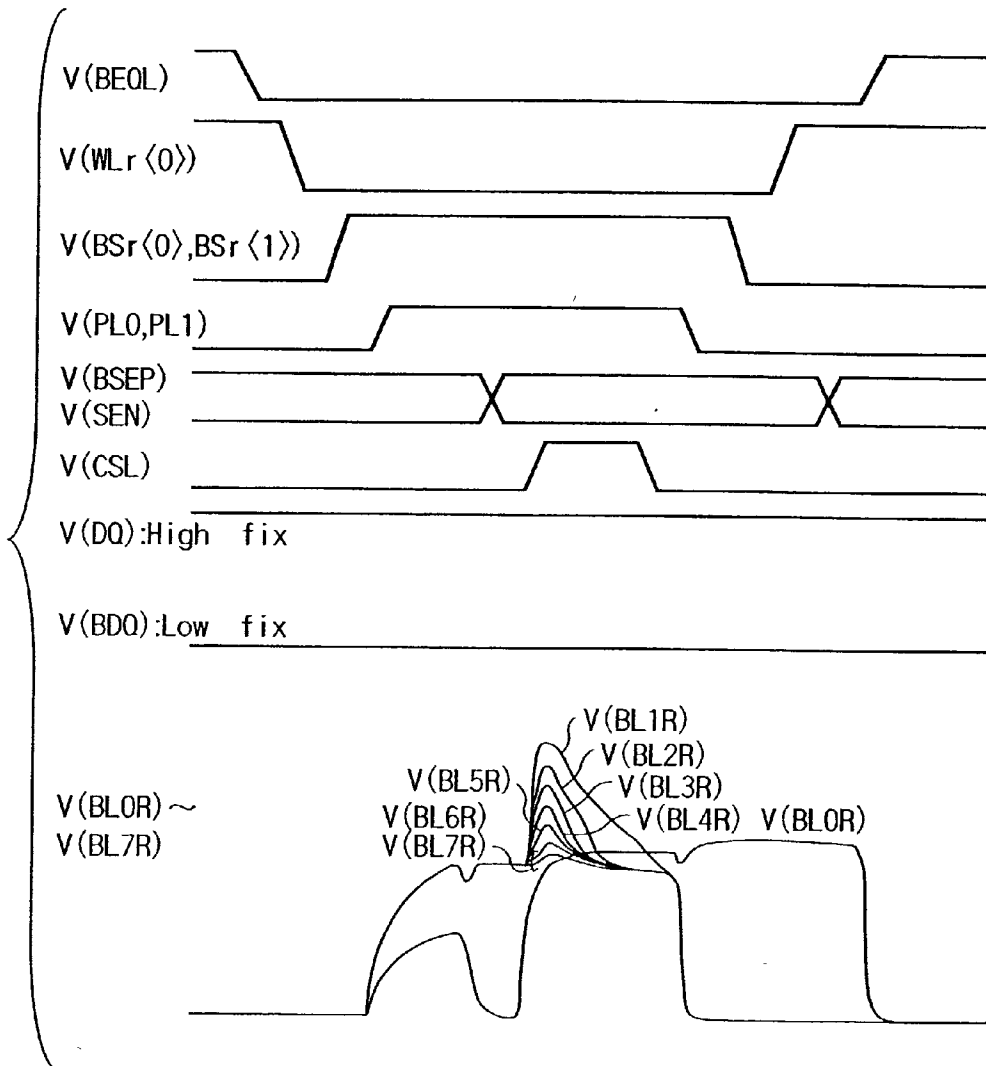 V(BEQL)
V(WLr〈0〉)
V(BSr〈0〉,BSr〈1〉)
V(PL0,PL1)
V(BSEP)
V(SEN)
V(CSL)
V(DQ):High fix
V(BDQ):Low fix
V(BL1R)
V(BL2R)
V(BL5R)
V(BL3R)
V(BL0R)~
V(BL6R)
V(BL4R) V(BL0R)
V(BL7R)
V(BL7R)